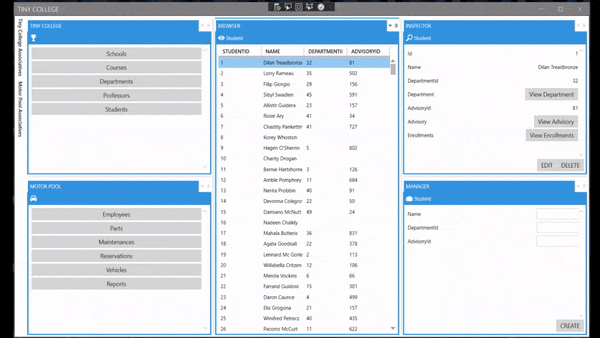 TINY COLLEGE
Tiny College Associatives
Motor Pool Associatives
TINY COLLEGE
Schools
Courses
Departments
Professors
Students
MOTOR POOL
Employees
Parts
Maintenances
Reservations
Vehicles
Reports
BROWSER
Student
STUDENTID NAME DEPARTMENTII ADVISORYID
1 Dilan Treadbronze 32 81
2 Lorry Rameau 35 502
3 Filip Giorgio 29 156
4 Sibyl Swadlen 45 591
5 Allistir Guidera 23 157
6 Rosie Ary 41 34
7 Chastity Panketter 41 727
8 Korey Whoston
9 Hagen O'Sherrin 5 802
10 Charity Drogan
11 Bernie Hartshorne 3 126
12 Amble Pomphrey 11 684
13 Nerita Probbin 40 91
14 Devonna Colegro 22 50
15 Damiano McNutt 49 24
16 Nadeen Chalkly
17 Mahala Butteris 36 831
18 Agata Goodsall 22 378
19 Lennard Mc Gorle 2 113
20 Willabella Critzen 12 106
21 Merola Vockins 6 66
22 Farrand Guidoni 15 301
23 Daron Caunce 4 499
24 Elsi Grogona 21 157
25 Winifred Petrecz 40 435
26 Pacorro McCurt 11 622
INSPECTOR
Student
Id 1
Name Dilan Treadbronze
DepartmentId 32
Department View Department
AdvisoryId 81
Advisory View Advisory
Enrollments View Enrollments
EDIT DELETE
MANAGER
Student
Name
DepartmentId
AdvisoryId
CREATE